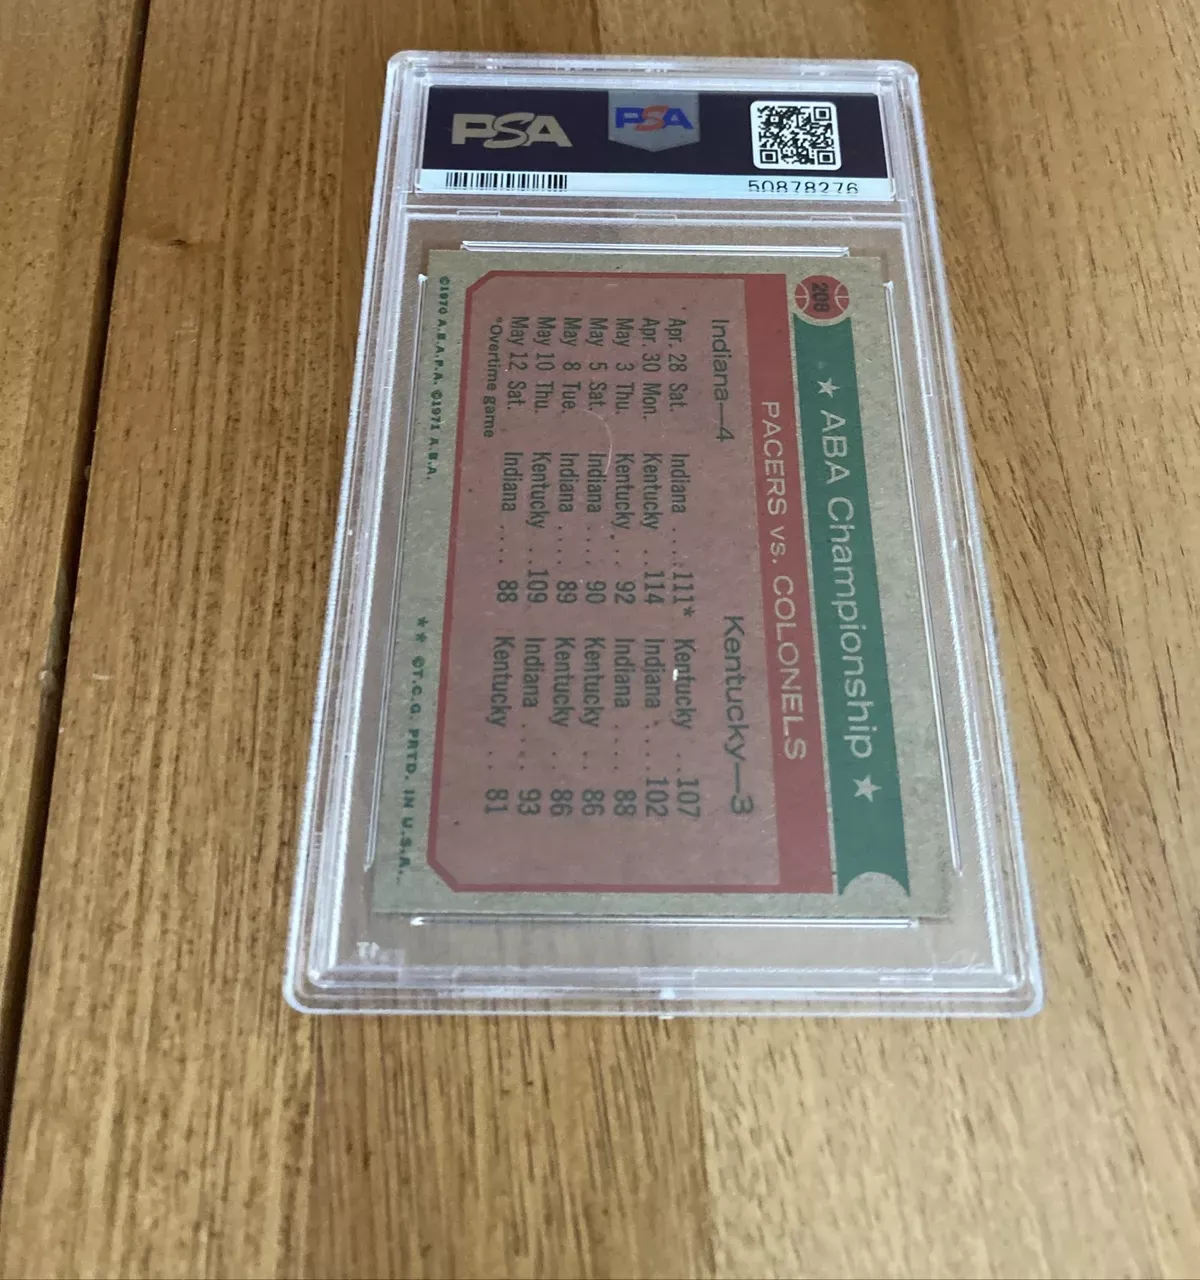 PSA
PSA
50878276
208
★ ABA Championship ★
PACERS vs. COLONELS
Indiana—4 Kentucky—3
Apr. 28 Sat. Indiana ....111* Kentucky ..107
Apr. 30 Mon. Kentucky ..114 Indiana ....102
May 3 Thu. Kentucky... 92 Indiana .... 88
May 5 Sat. Indiana .... 90 Kentucky .. 86
May 8 Tue. Indiana .... 89 Kentucky .. 86
May 10 Thu. Kentucky ..109 Indiana .... 93
May 12 Sat. Indiana .... 88 Kentucky .. 81
*Overtime game
©1970 A.B.A.P.A. ©1971 A.B.A. ** ©T.C.G. PRTD. IN U.S.A.